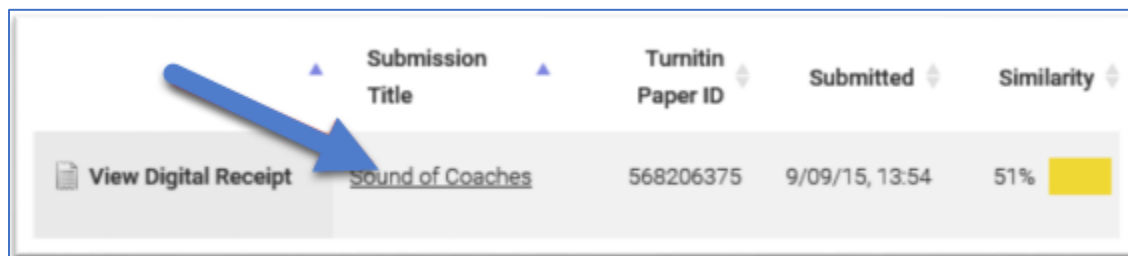 Submission Title
Turnitin Paper ID
Submitted
Similarity
View Digital Receipt
Sound of Coaches
568206375
9/09/15, 13:54
51%